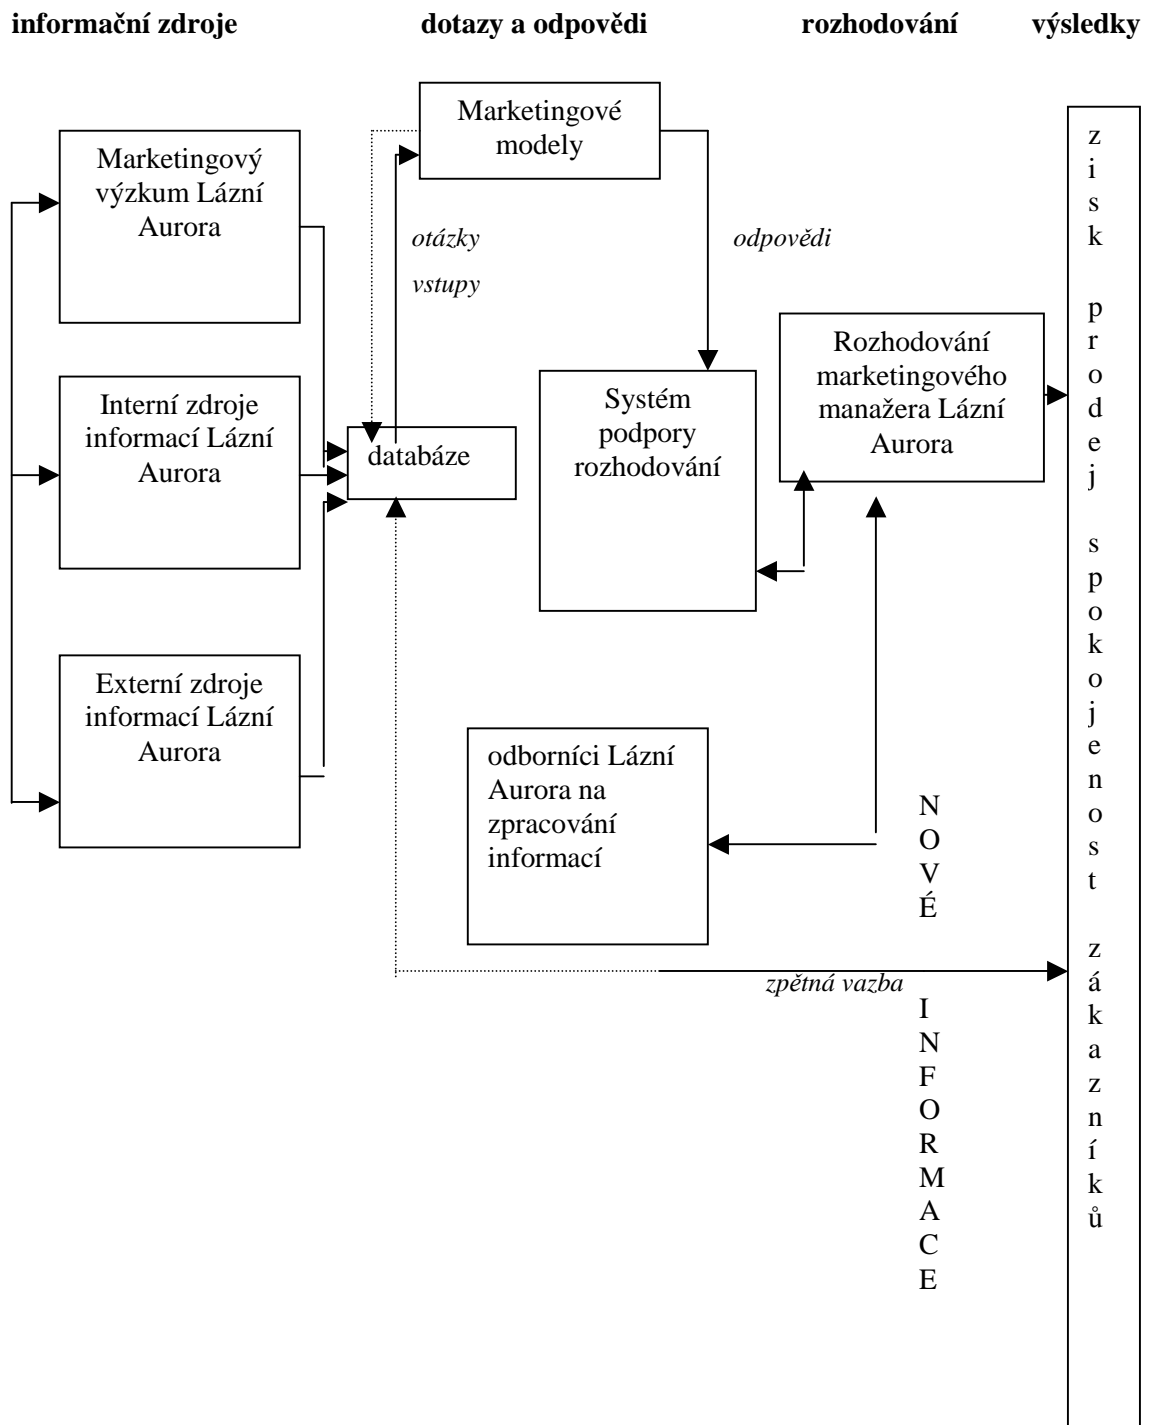 informační zdroje
dotazy a odpovědi
rozhodování
výsledky
Marketingový
výzkum Lázní
Aurora
Interní zdroje
informací Lázní
Aurora
Externí zdroje
informací Lázní
Aurora
Marketingové
modely
otázky
vstupy
odpovědi
databáze
Systém
podpory
rozhodování
odborníci Lázní
Aurora na
zpracování
informací
Rozhodování
marketingového
manažera Lázní
Aurora
zpětná vazba
NOVÉ
INFORMACE
zisk
prodej
spokojenost
zákazníků